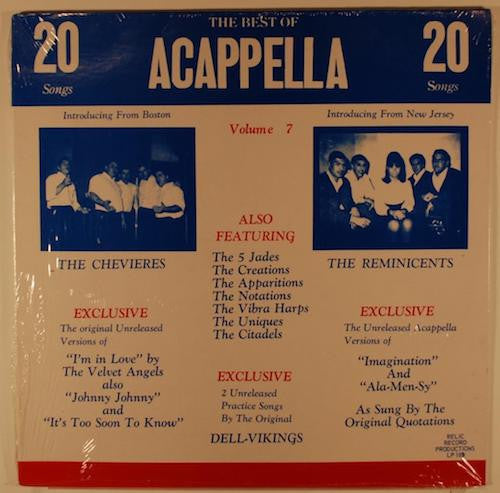 THE BEST OF
20
Songs
ACAPPELLA
20
Songs
Introducing From Boston
Introducing From New Jersey
Volume 7
THE CHEVIERES
THE REMINICENTS
ALSO
FEATURING
The 5 Jades
The Creations
The Apparitions
The Notations
The Vibra Harps
The Uniques
The Citadels
EXCLUSIVE
The original Unreleased
Versions of
"I'm in Love" by
The Velvet Angels
also
"Johnny Johnny"
and
"It's Too Soon To Know"
EXCLUSIVE
2 Unreleased
Practice Songs
By The Original
DELL-VIKINGS
EXCLUSIVE
The Unreleased Acappella
Version of
"Imagination"
And
"Ala-Men-Sy"
As Sung By The
Original Quotations
RELIC
RECORD
PRODUCTIONS
LP 109